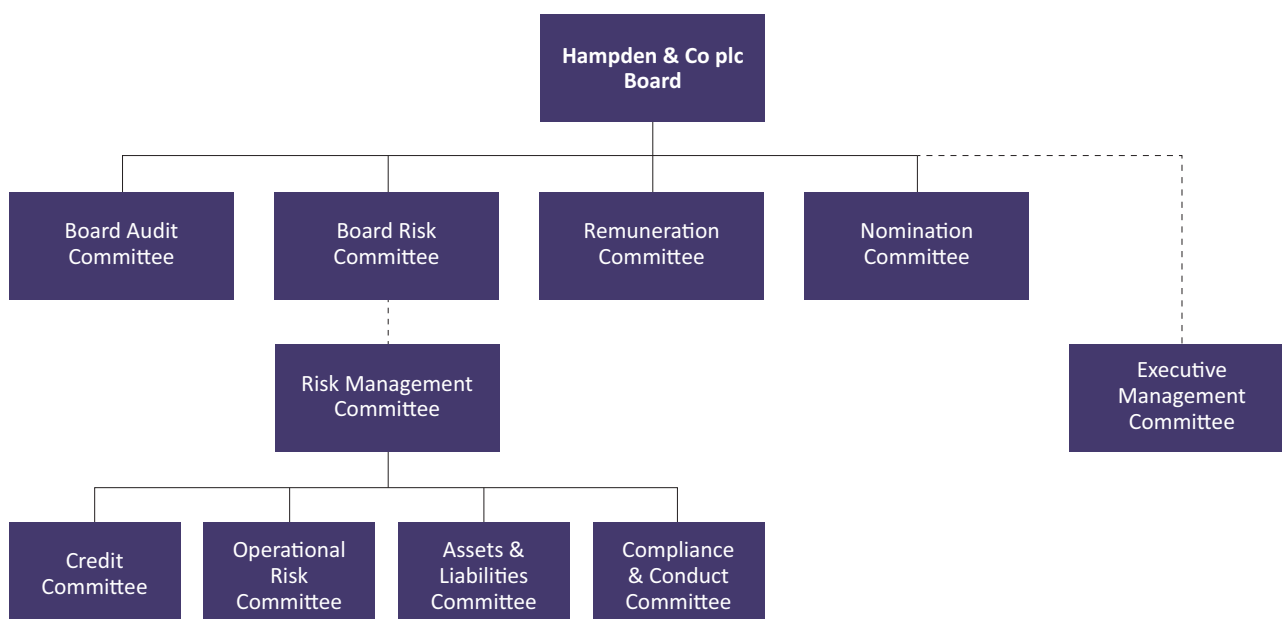 Hampden & Co plc
Board
Board Audit
Committee
Board Risk
Committee
Remuneration
Committee
Nomination
Committee
Risk Management
Committee
Executive
Management
Committee
Credit
Committee
Operational
Risk
Committee
Assets &
Liabilities
Committee
Compliance
& Conduct
Committee